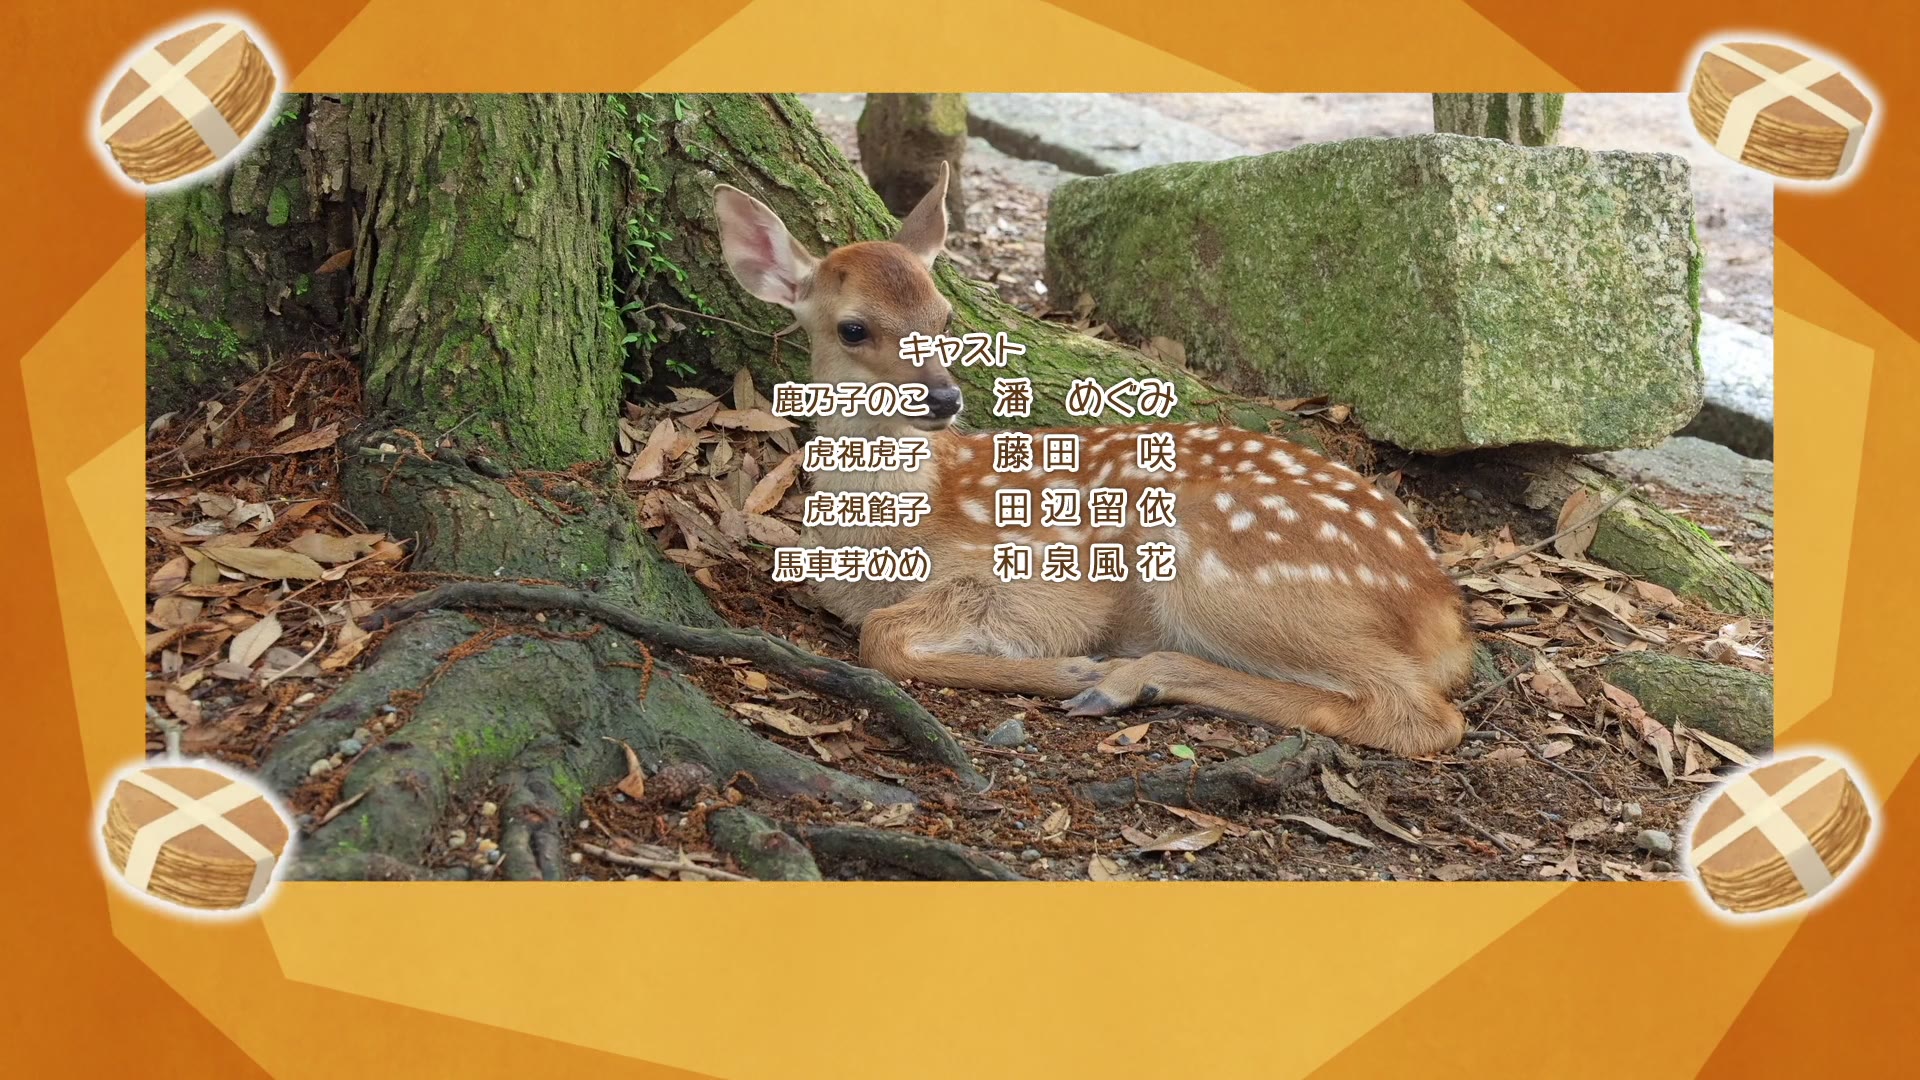 キャスト
鹿乃子のこ　潘　めぐみ
虎視虎子　藤田　咲
虎視餡子　田辺留依
馬車芽めめ　和泉風花